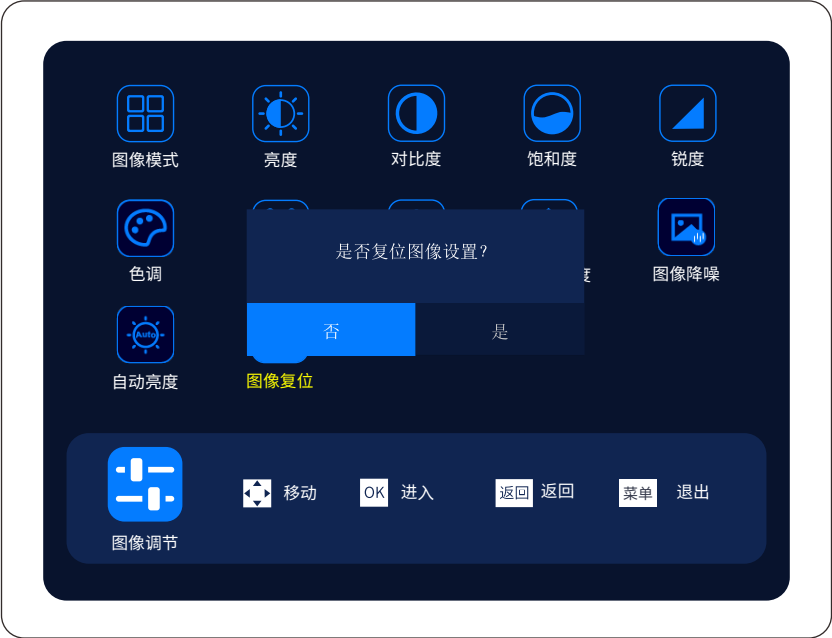 图像模式
亮度
对比度
饱和度
锐度
色调
是否复位图像设置？
度
图像降噪
否
是
Auto
自动亮度
图像复位
移动
OK
进入
返回
返回
菜单
退出
图像调节